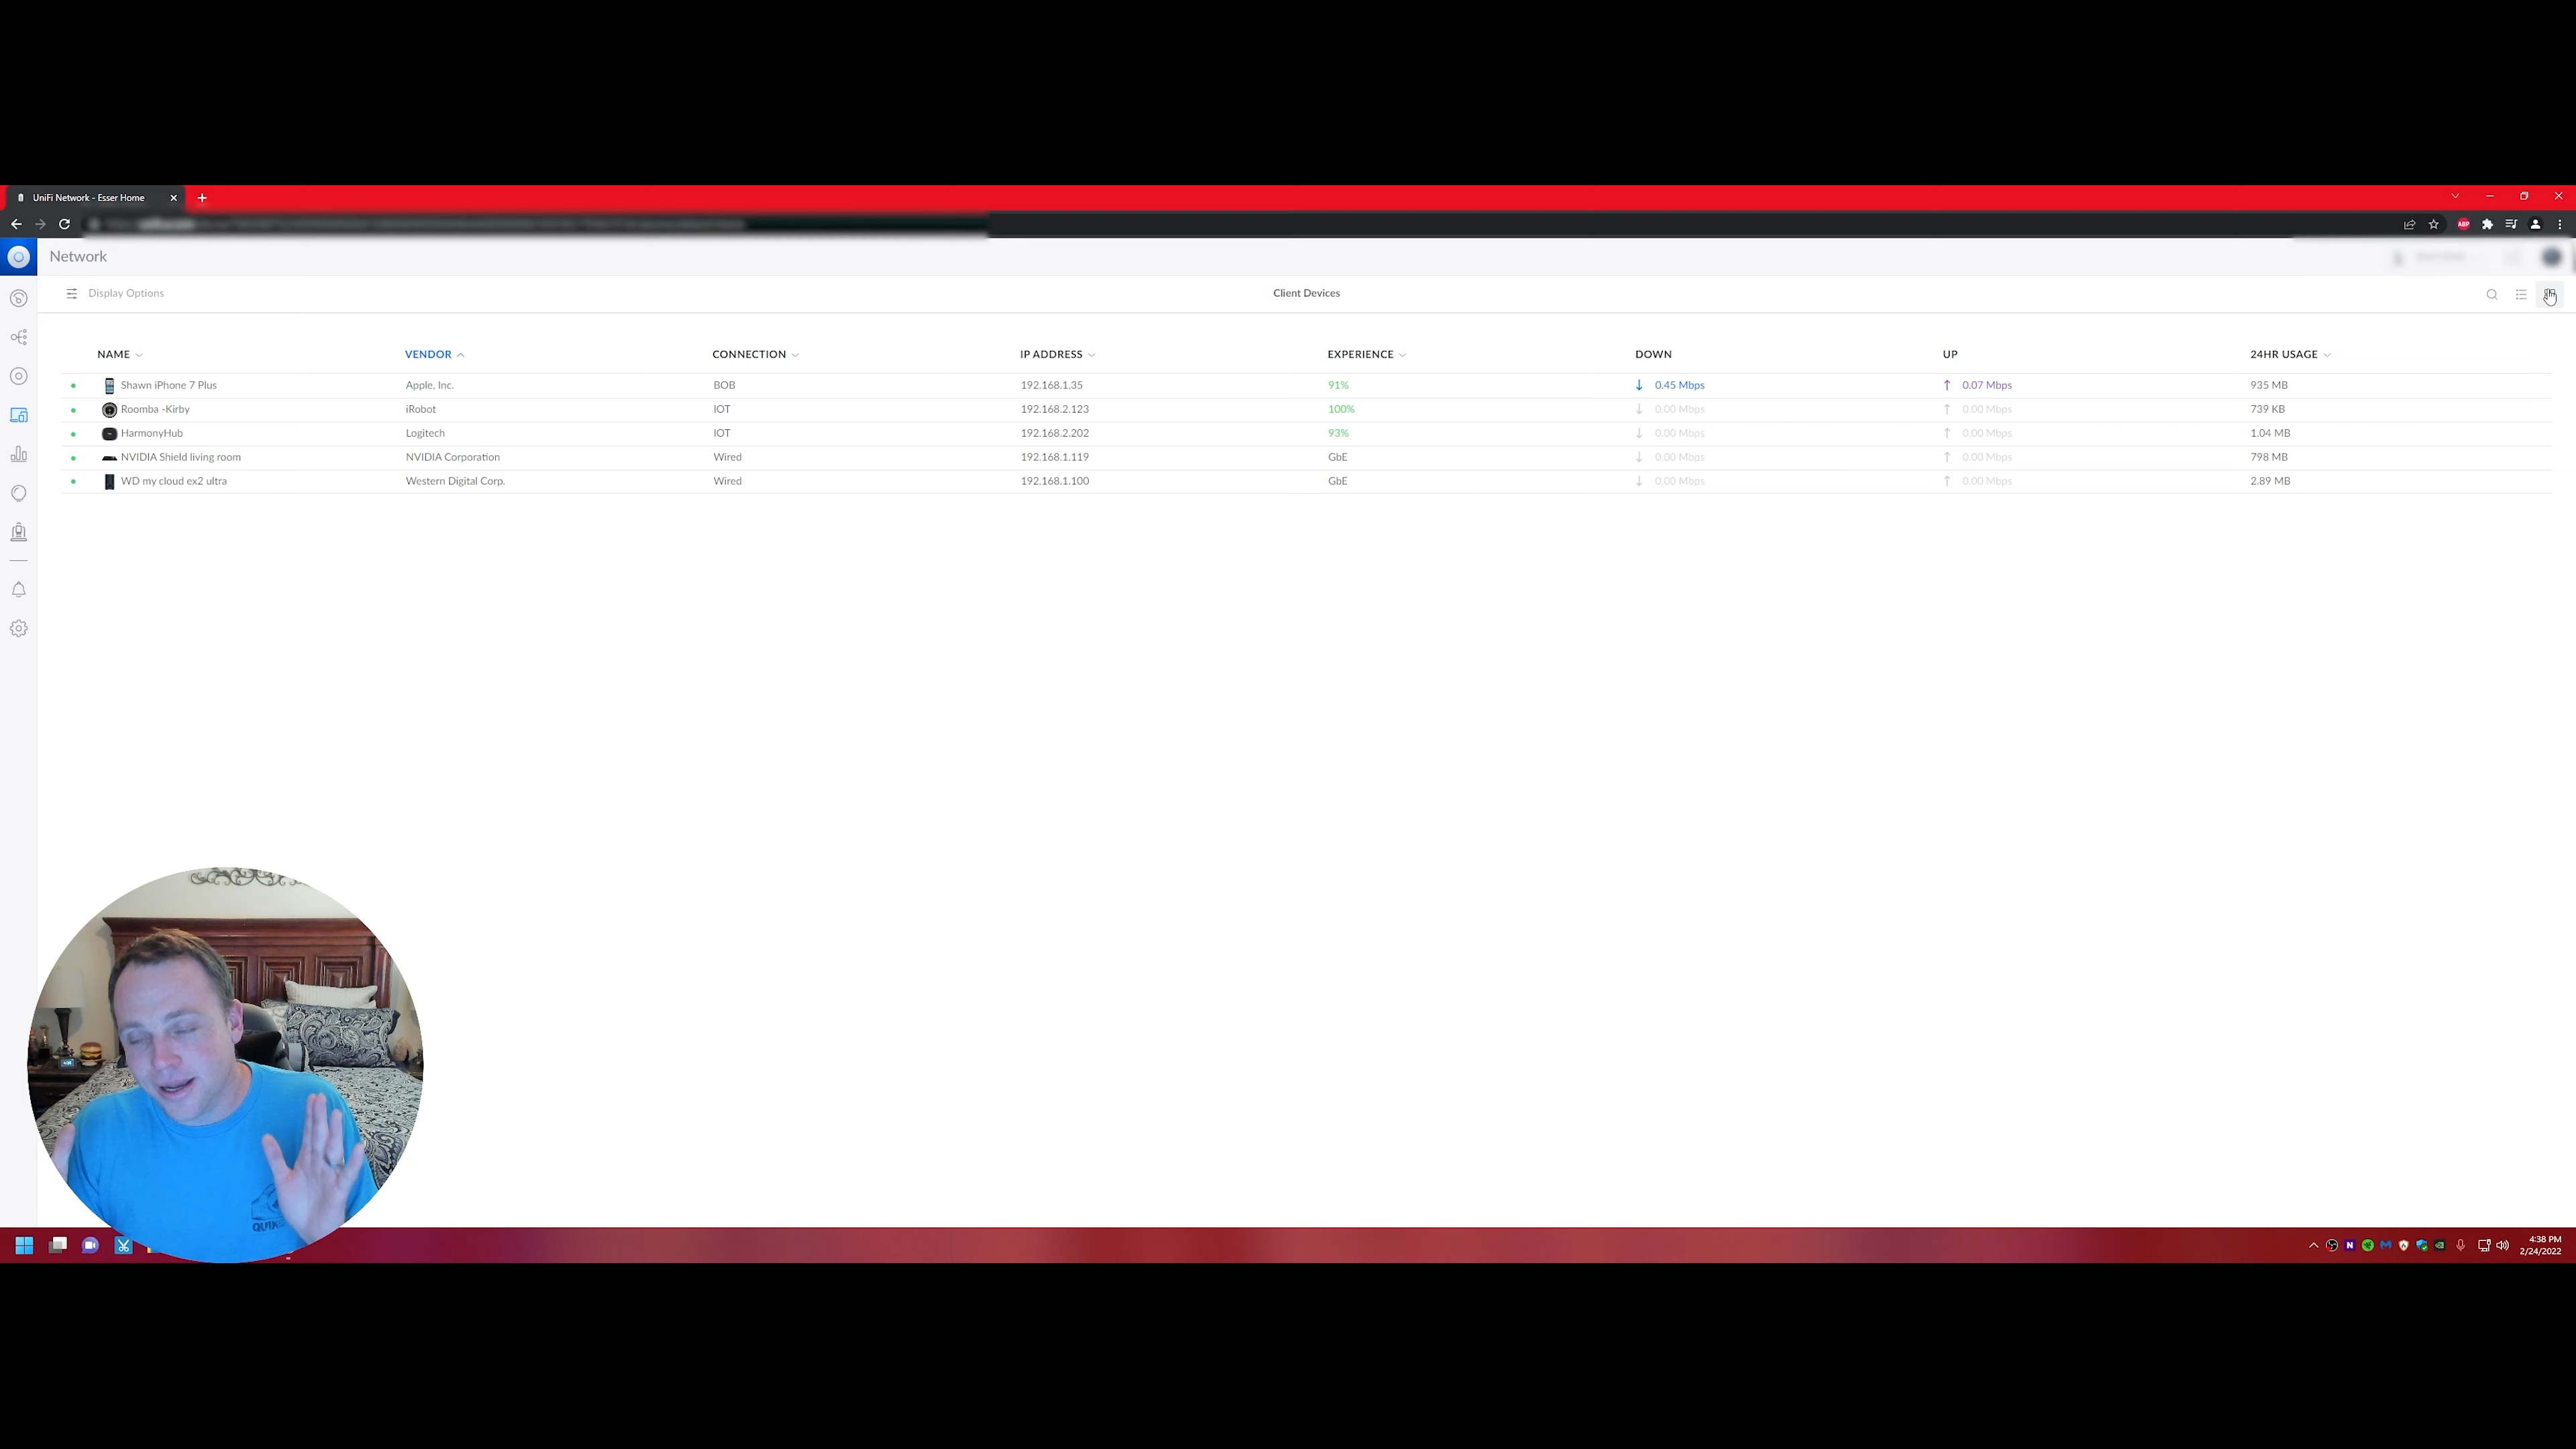 UniFi Network - Esser Home
Network
Display Options
Client Devices
NAME VENDOR CONNECTION IP ADDRESS EXPERIENCE DOWN UP 24HR USAGE
Shawn iPhone 7 Plus Apple, Inc. BOB 192.168.1.35 91% 0.45 Mbps 0.07 Mbps 935 MB
Roomba -Kirby iRobot IOT 192.168.2.123 100% 0.00 Mbps 0.00 Mbps 739 KB
HarmonyHub Logitech IOT 192.168.2.202 93% 0.00 Mbps 0.00 Mbps 1.04 MB
NVIDIA Shield living room NVIDIA Corporation Wired 192.168.1.119 GbE 0.00 Mbps 0.00 Mbps 798 MB
WD my cloud ex2 ultra Western Digital Corp. Wired 192.168.1.100 GbE 0.00 Mbps 0.00 Mbps 2.89 MB
ABP
N
4:38 PM
2/24/2022